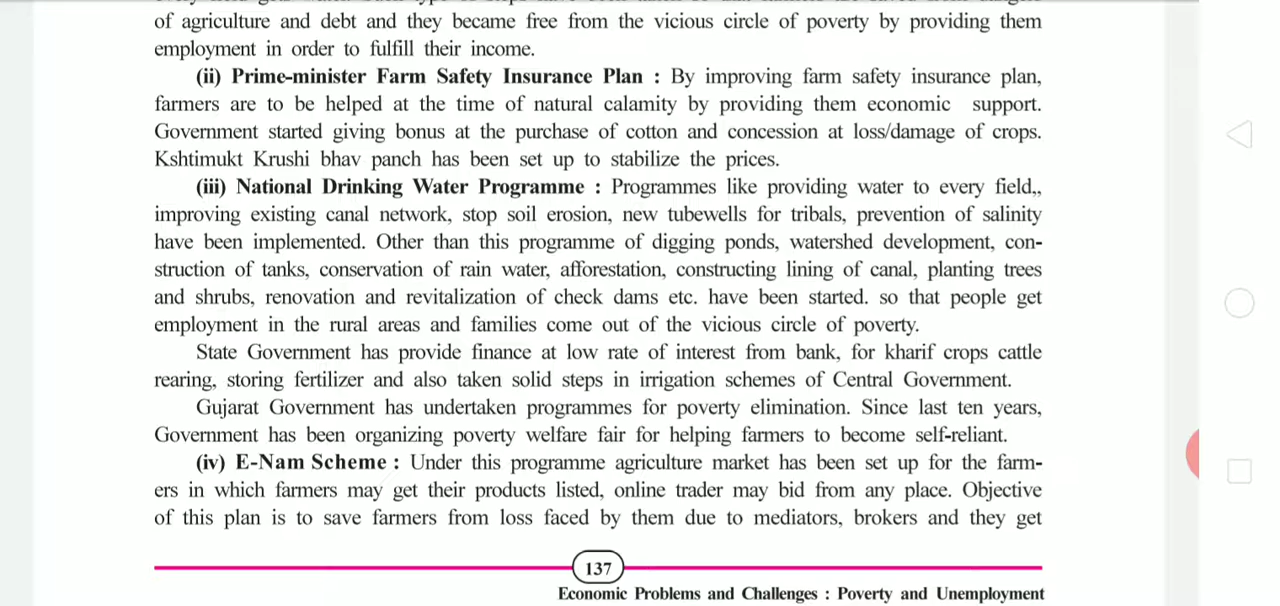 of agriculture and debt and they became free from the vicious circle of poverty by providing them
employment in order to fulfill their income.
(ii) Prime-minister Farm Safety Insurance Plan : By improving farm safety insurance plan,
farmers are to be helped at the time of natural calamity by providing them economic support.
Government started giving bonus at the purchase of cotton and concession at loss/damage of crops.
Kshtimukt Krushi bhav panch has been set up to stabilize the prices.
(iii) National Drinking Water Programme : Programmes like providing water to every field,,
improving existing canal network, stop soil erosion, new tubewells for tribals, prevention of salinity
have been implemented. Other than this programme of digging ponds, watershed development, con-
struction of tanks, conservation of rain water, afforestation, constructing lining of canal, planting trees
and shrubs, renovation and revitalization of check dams etc. have been started. so that people get
employment in the rural areas and families come out of the vicious circle of poverty.
State Government has provide finance at low rate of interest from bank, for kharif crops cattle
rearing, storing fertilizer and also taken solid steps in irrigation schemes of Central Government.
Gujarat Government has undertaken programmes for poverty elimination. Since last ten years,
Government has been organizing poverty welfare fair for helping farmers to become self-reliant.
(iv) E-Nam Scheme : Under this programme agriculture market has been set up for the farm-
ers in which farmers may get their products listed, online trader may bid from any place. Objective
of this plan is to save farmers from loss faced by them due to mediators, brokers and they get
137
Economic Problems and Challenges : Poverty and Unemployment